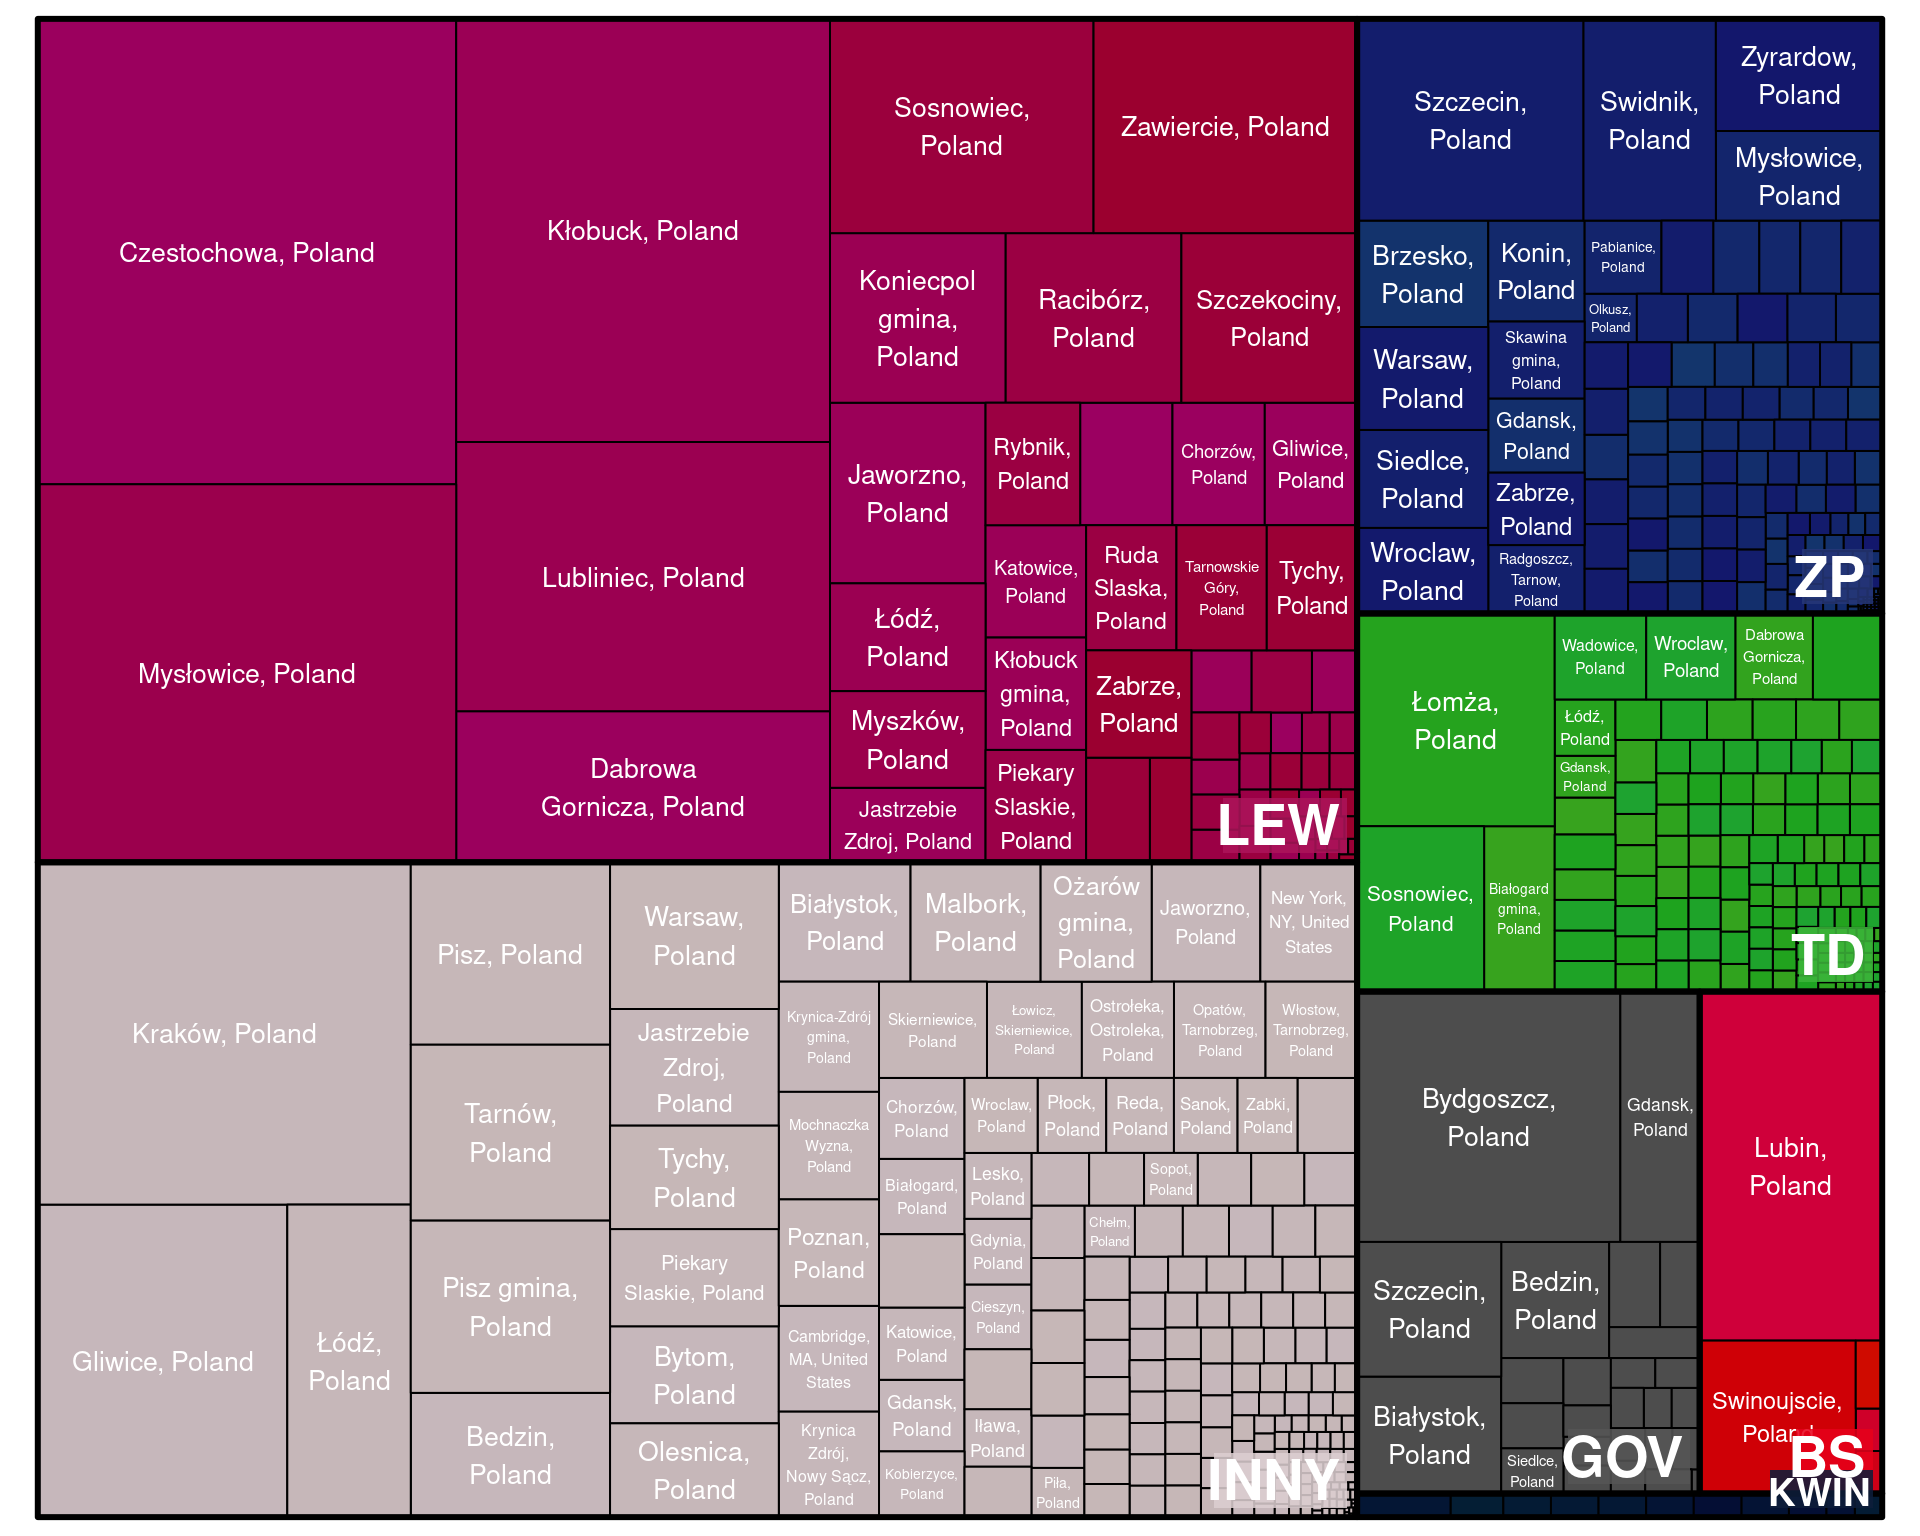 Czestochowa, Poland
Mysłowice, Poland
Kłobuck, Poland
Lubliniec, Poland
Dabrowa
Gornicza, Poland
Sosnowiec,
Poland
Zawiercie, Poland
Koniecpol
gmina,
Poland
Racibórz,
Poland
Szczekociny,
Poland
Jaworzno,
Poland
Łódź,
Poland
Myszków,
Poland
Jastrzebie
Zdroj, Poland
Rybnik,
Poland
Chorzów,
Poland
Gliwice,
Poland
Katowice,
Poland
Kłobuck
gmina,
Poland
Piekary
Slaskie,
Poland
Ruda
Slaska,
Poland
Tarnowskie
Góry,
Poland
Tychy,
Poland
Zabrze,
Poland
LEW
Szczecin,
Poland
Swidnik,
Poland
Zyrardow,
Poland
Mysłowice,
Poland
Brzesko,
Poland
Warsaw,
Poland
Siedlce,
Poland
Wroclaw,
Poland
Konin,
Poland
Skawina
gmina,
Poland
Gdansk,
Poland
Zabrze,
Poland
Radgoszcz,
Tarnow,
Poland
Pabianice,
Poland
Olkusz,
Poland
ZP
Łomża,
Poland
Sosnowiec,
Poland
Białogard
gmina,
Poland
Wadowice,
Poland
Wroclaw,
Poland
Dabrowa
Gornicza,
Poland
Łódź,
Poland
Gdansk,
Poland
TD
Kraków, Poland
Gliwice, Poland
Łódź,
Poland
Pisz, Poland
Tarnów,
Poland
Pisz gmina,
Poland
Bedzin,
Poland
Warsaw,
Poland
Jastrzebie
Zdroj,
Poland
Tychy,
Poland
Piekary
Slaskie, Poland
Bytom,
Poland
Olesnica,
Poland
Białystok,
Poland
Malbork,
Poland
Ożarów
gmina,
Poland
Jaworzno,
Poland
New York,
NY, United
States
Krynica-Zdrój
gmina,
Poland
Mochnaczka
Wyzna,
Poland
Poznan,
Poland
Cambridge,
MA, United
States
Krynica
Zdrój,
Nowy Sącz,
Poland
Skierniewice,
Poland
Łowicz,
Skierniewice,
Poland
Ostrołeka,
Ostroleka,
Poland
Opatów,
Tarnobrzeg,
Poland
Włostow,
Tarnobrzeg,
Poland
Chorzów,
Poland
Białogard,
Poland
Katowice,
Poland
Gdansk,
Poland
Kobierzyce,
Poland
Wroclaw,
Poland
Płock,
Poland
Reda,
Poland
Sanok,
Poland
Zabki,
Poland
Lesko,
Poland
Gdynia,
Poland
Cieszyn,
Poland
Iława,
Poland
Sopot,
Poland
Chełm,
Poland
Piła,
Poland
INNY
Bydgoszcz,
Poland
Gdansk,
Poland
Szczecin,
Poland
Białystok,
Poland
Bedzin,
Poland
Siedlce,
Poland
GOV
Lubin,
Poland
Swinoujscie,
Poland
BS
KWIN